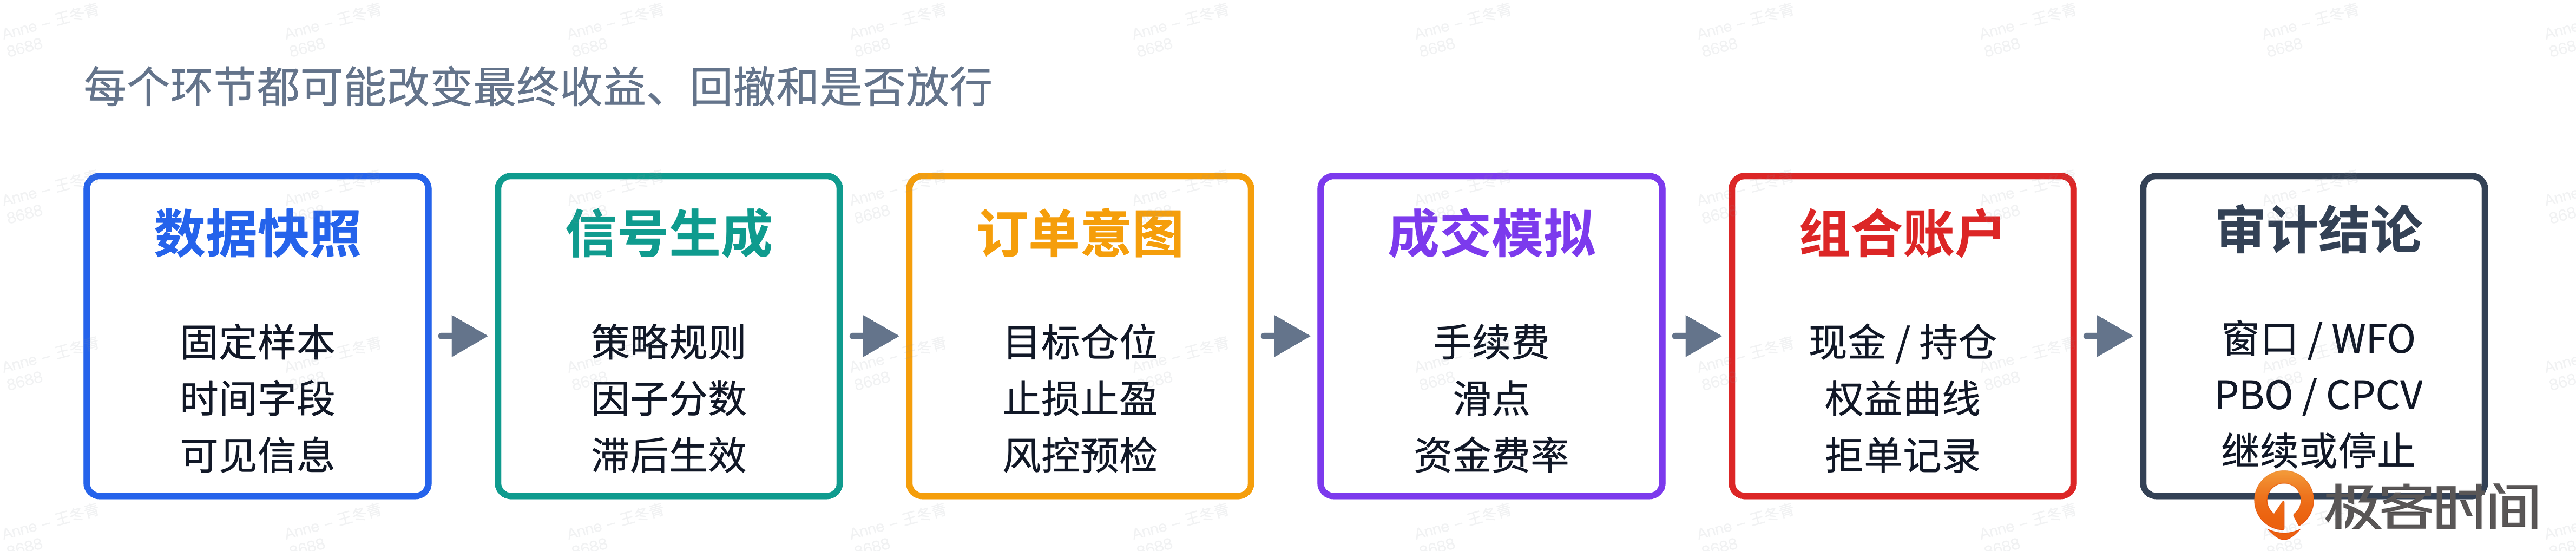 每个环节都可能改变最终收益、回撤和是否放行
数据快照
固定样本
时间字段
可见信息
信号生成
策略规则
因子分数
滞后生效
订单意图
目标仓位
止损止盈
风控预检
成交模拟
手续费
滑点
资金费率
组合账户
现金 / 持仓
权益曲线
拒单记录
审计结论
窗口 / WFO
PBO / CPCV
继续或停止
极客时间
Anne – 王冬青
8688